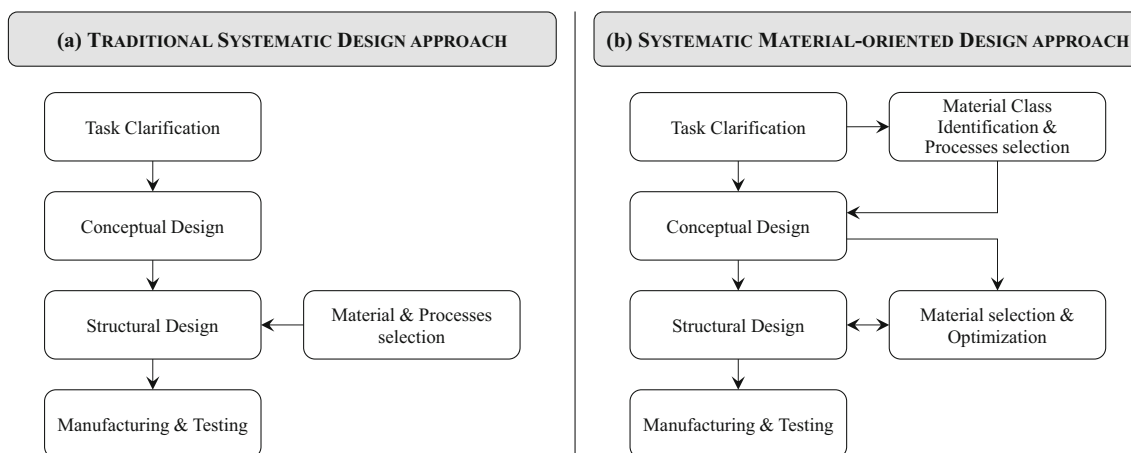 (a) TRADITIONAL SYSTEMATIC DESIGN APPROACH
Task Clarification
Conceptual Design
Structural Design
Material & Processes
selection
Manufacturing & Testing
(b) SYSTEMATIC MATERIAL-ORIENTED DESIGN APPROACH
Task Clarification
Material Class
Identification &
Processes selection
Conceptual Design
Structural Design
Material selection &
Optimization
Manufacturing & Testing